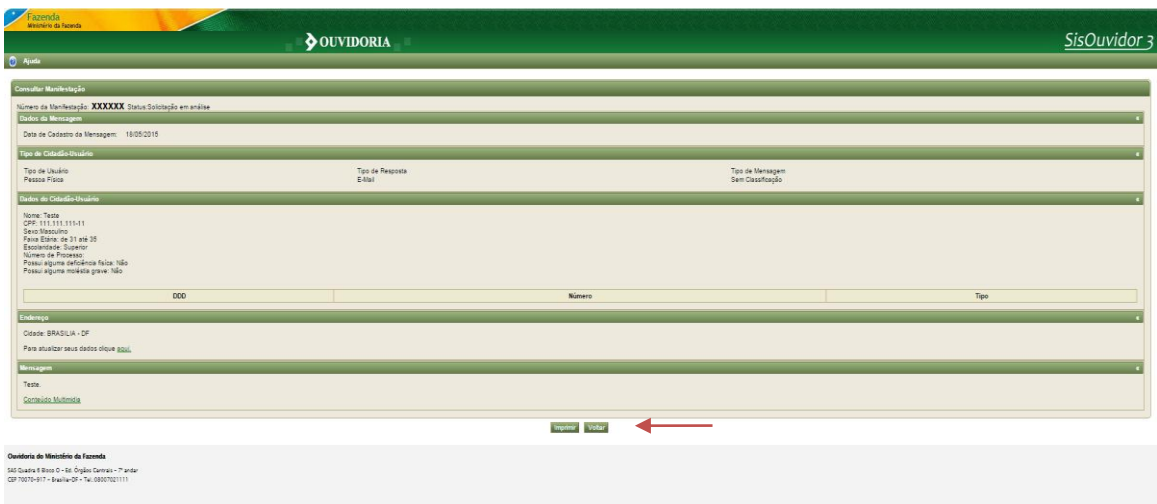 Fazenda
Ministério da Fazenda
OUVIDORIA
SisOuvidor 3
Ajuda
Consultar Manifestação
Número da Manifestação: XXXXXX Status:Solicitação em análise
Dados da Mensagem
Data de Cadastro da Mensagem: 18/05/2015
Tipo de Cidadão-Usuário
Tipo de Usuário Tipo de Resposta Tipo de Mensagem
Pessoa Física E-Mail Sem Classificação
Dados do Cidadão-Usuário
Nome: Teste
CPF: 111.111.111-11
Sexo:Masculino
Faixa Etária: de 31 até 35
Escolaridade: Superior
Número de Processo:
Possui alguma deficiência física: Não
Possui alguma moléstia grave: Não
DDD Número Tipo
Endereço
Cidade: BRASILIA - DF
Para atualizar seus dados clique aqui.
Mensagem
Teste.
Conteúdo Multimídia
Imprimir Voltar
Ouvidoria do Ministério da Fazenda
SAS Quadra 6 Bloco O - Ed. Órgãos Centrais - 7º andar
CEP 70070-917 - Brasília-DF - Tel.:08007021111